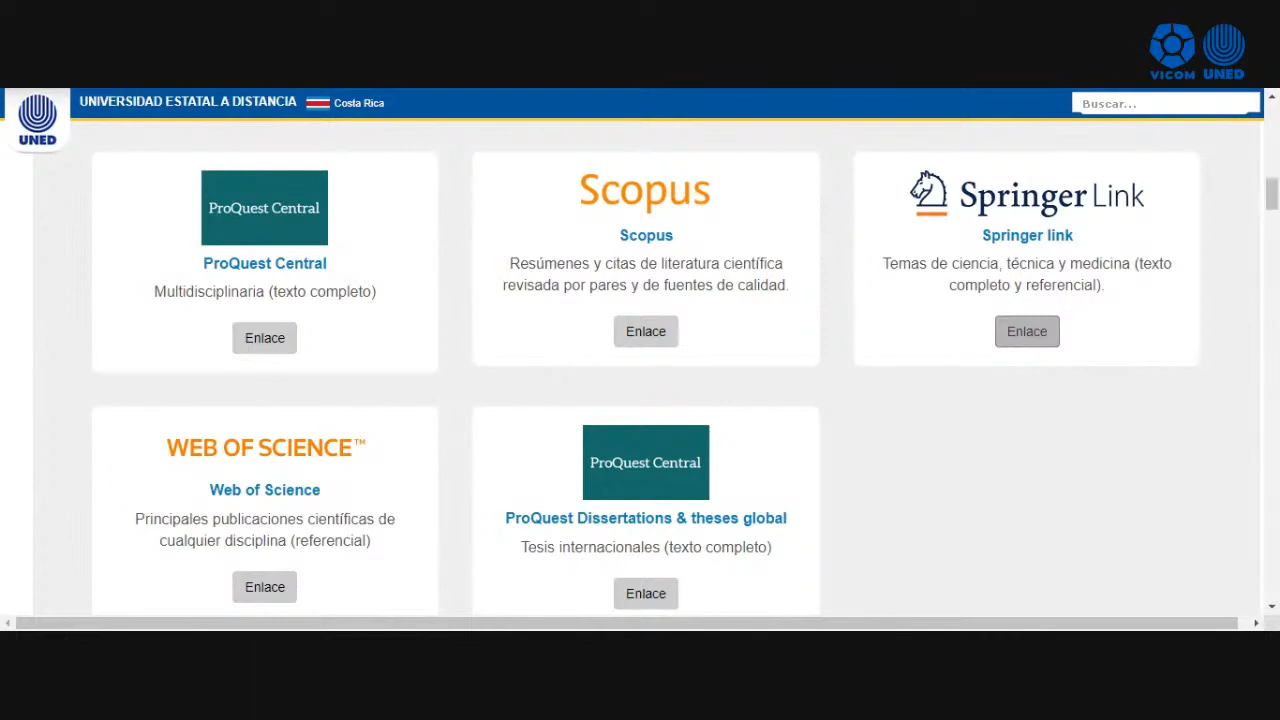 VICOM UNED
UNIVERSIDAD ESTATAL A DISTANCIA Costa Rica
Buscar...
UNED
ProQuest Central
ProQuest Central
Multidisciplinaria (texto completo)
Enlace
Scopus
Scopus
Resúmenes y citas de literatura científica
revisada por pares y de fuentes de calidad.
Enlace
Springer Link
Springer link
Temas de ciencia, técnica y medicina (texto
completo y referencial).
Enlace
WEB OF SCIENCE™
Web of Science
Principales publicaciones científicas de
cualquier disciplina (referencial)
Enlace
ProQuest Central
ProQuest Dissertations & theses global
Tesis internacionales (texto completo)
Enlace